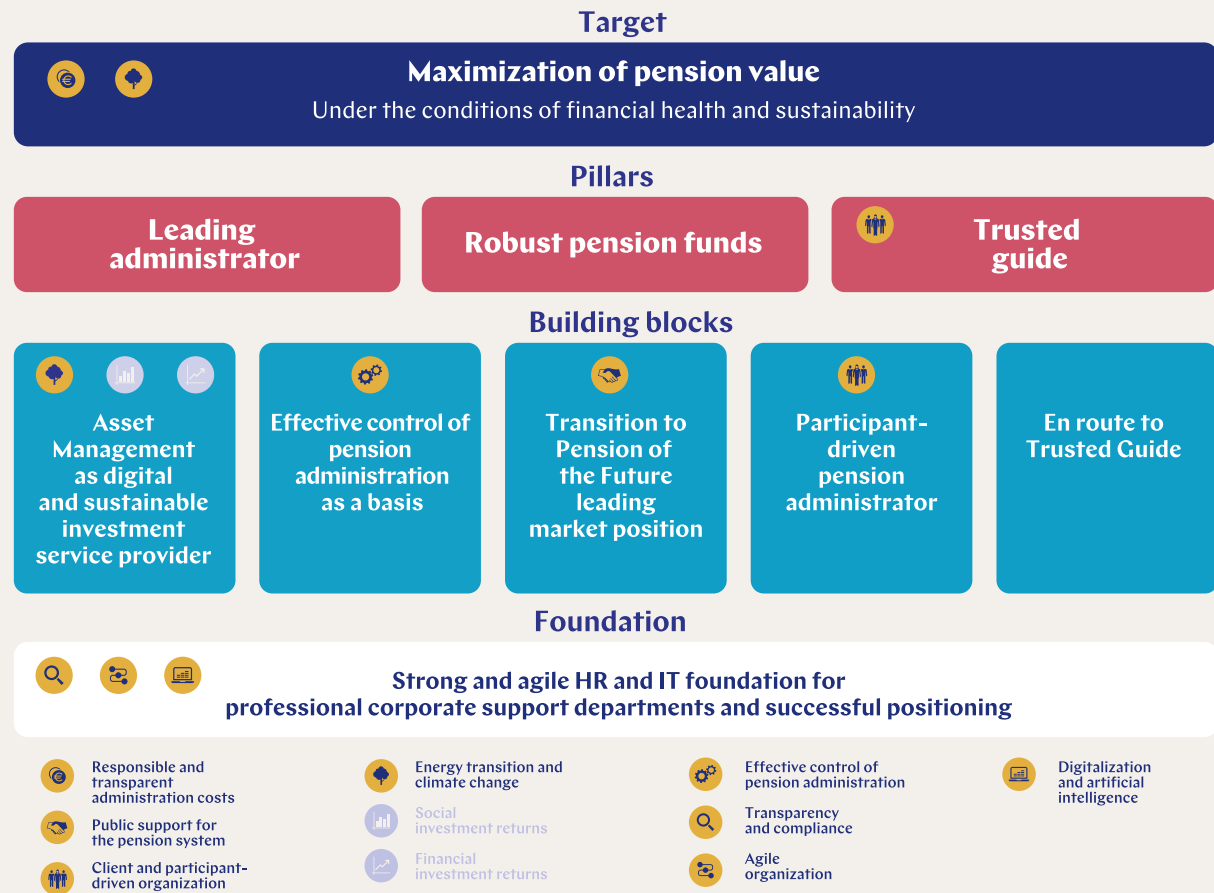 Target
Maximization of pension value
Under the conditions of financial health and sustainability
Pillars
Leading
administrator
Robust pension funds
Trusted
guide
Building blocks
Asset
Management
as digital
and sustainable
investment
service provider
Effective control of
pension
administration
as a basis
Transition to
Pension of
the Future
leading
market position
Participant-
driven
pension
administrator
En route to
Trusted Guide
Foundation
Strong and agile HR and IT foundation for
professional corporate support departments and successful positioning
Responsible and
transparent
administration costs
Public support for
the pension system
Client and participant-
driven organization
Energy transition and
climate change
Social
investment returns
Financial
investment returns
Effective control of
pension administration
Transparency
and compliance
Agile
organization
Digitalization
and artificial
intelligence